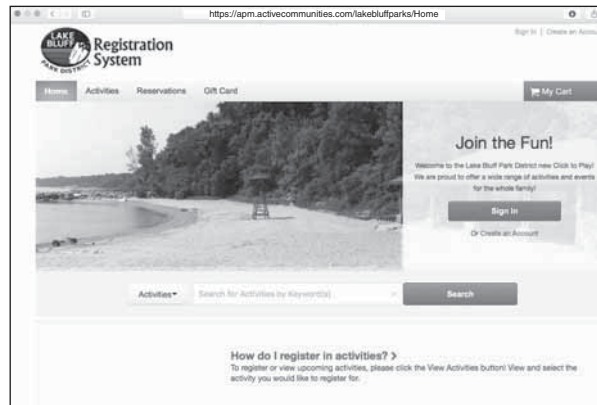 https://apm.activecommunities.com/lakebluffparks/Home
Sign In | Create an Accou
LAKE BLUFF
PARK DISTRICT
Registration
System
Home Activities Reservations Gift Card My Cart
Join the Fun!
Welcome to the Lake Bluff Park District new Click to Play!
We are proud to offer a wide range of activities and events
for the whole family!
Sign In
Or Create an Account
Activities Search for Activities by Keyword(s) Search
How do I register in activities? >
To register or view upcoming activities, please click the View Activities button! View and select the
activity you would like to register for.